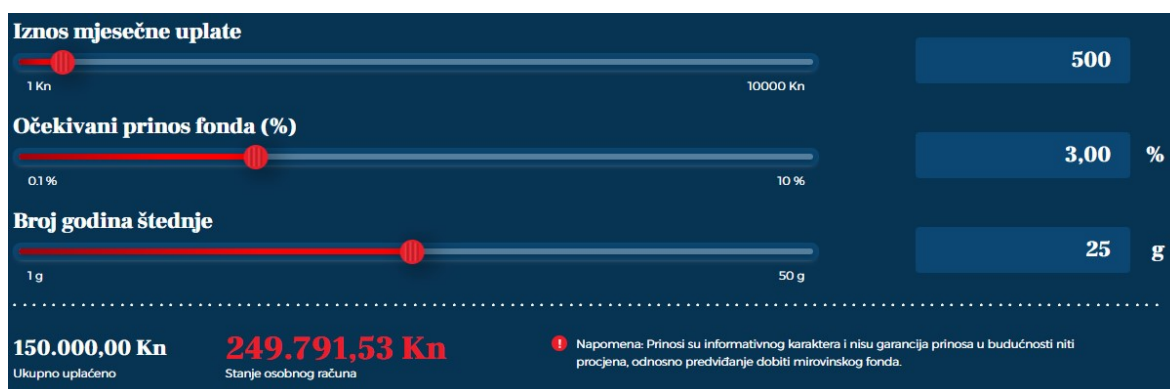 Iznos mjesečne uplate
500
1 Kn
10000 Kn
Očekivani prinos fonda (%)
3,00 %
0.1 %
10 %
Broj godina štednje
25 g
1 g
50 g
150.000,00 Kn
Ukupno uplaćeno
249.791,53 Kn
Stanje osobnog računa
! Napomena: Prinosi su informativnog karaktera i nisu garancija prinosa u budućnosti niti
procjena, odnosno predviđanje dobiti mirovinskog fonda.